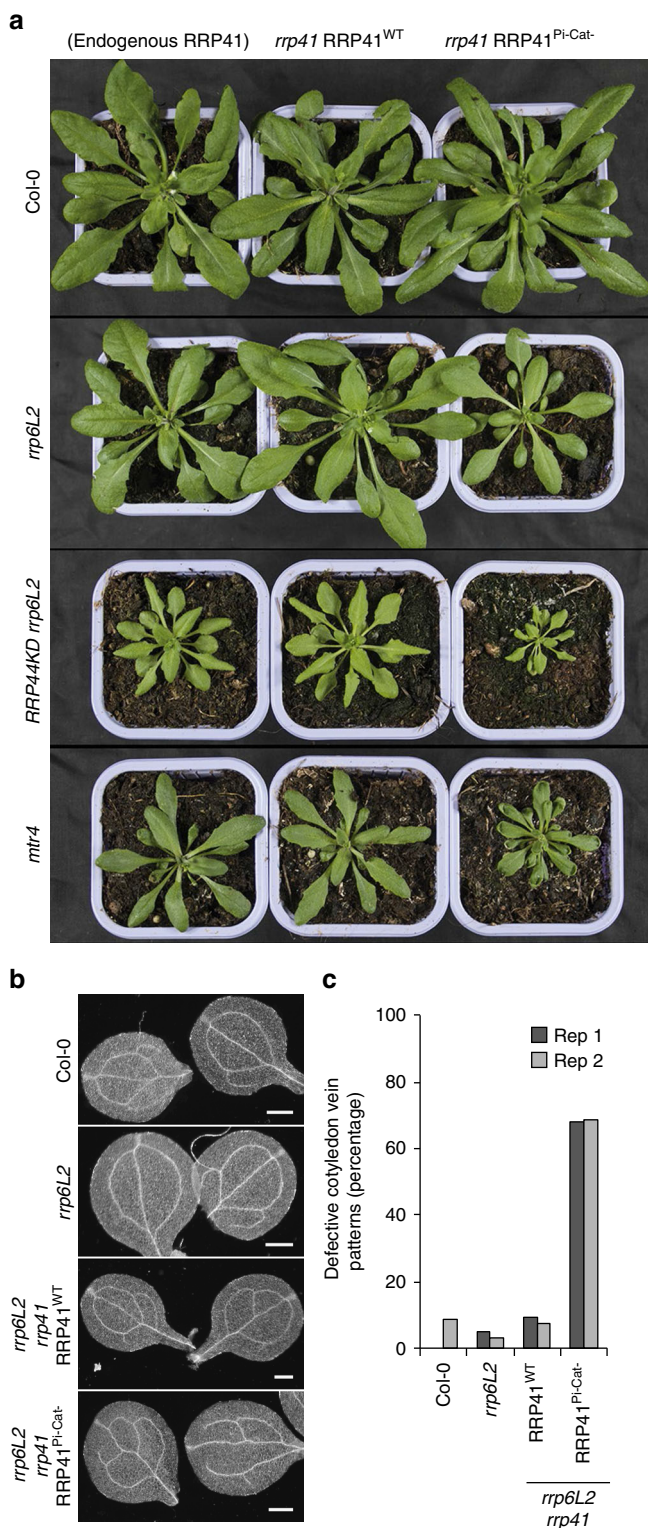 a
(Endogenous RRP41)
rrp41 RRP41WT
rrp41 RRP41Pi-Cat-
Col-0
rrp6L2
RRP44KD rrp6L2
mtr4
b
Col-0
rrp6L2
rrp6L2
rrp41
RRP41WT
rrp6L2
rrp41
RRP41Pi-Cat-
c
Defective cotyledon vein
patterns (percentage)
100
80
60
40
20
0
Rep 1
Rep 2
Col-0
rrp6L2
RRP41WT
RRP41Pi-Cat-
rrp6L2
rrp41